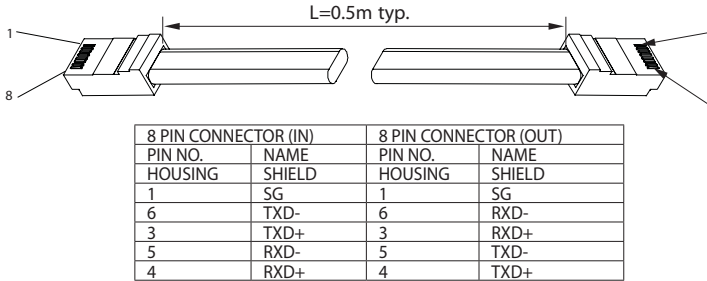 L=0.5m typ.
1
8
8 PIN CONNECTOR (IN) 8 PIN CONNECTOR (OUT)
PIN NO. NAME PIN NO. NAME
HOUSING SHIELD HOUSING SHIELD
1 SG 1 SG
6 TXD- 6 RXD-
3 TXD+ 3 RXD+
5 RXD- 5 TXD-
4 RXD+ 4 TXD+